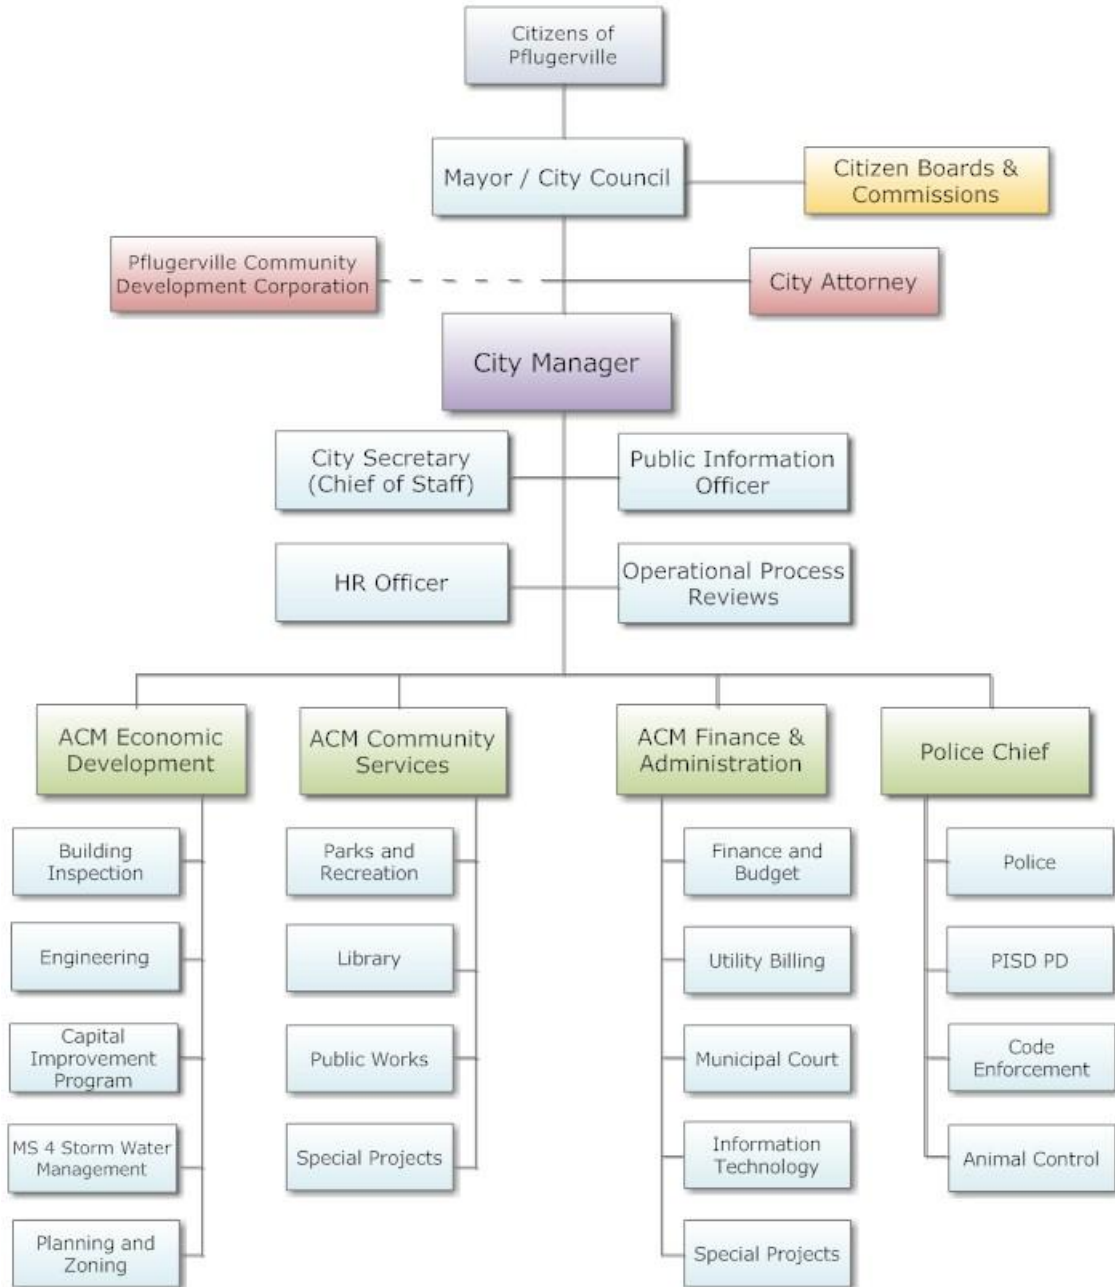 Citizens of
Pflugerville
Mayor / City Council
Citizen Boards &
Commissions
Pflugerville Community
Development Corporation
City Attorney
City Manager
City Secretary
(Chief of Staff)
Public Information
Officer
HR Officer
Operational Process
Reviews
ACM Economic
Development
ACM Community
Services
ACM Finance &
Administration
Police Chief
Building
Inspection
Parks and
Recreation
Finance and
Budget
Police
Engineering
Library
Utility Billing
PISD PD
Capital
Improvement
Program
Public Works
Municipal Court
Code
Enforcement
MS 4 Storm Water
Management
Special Projects
Information
Technology
Animal Control
Planning and
Zoning
Special Projects